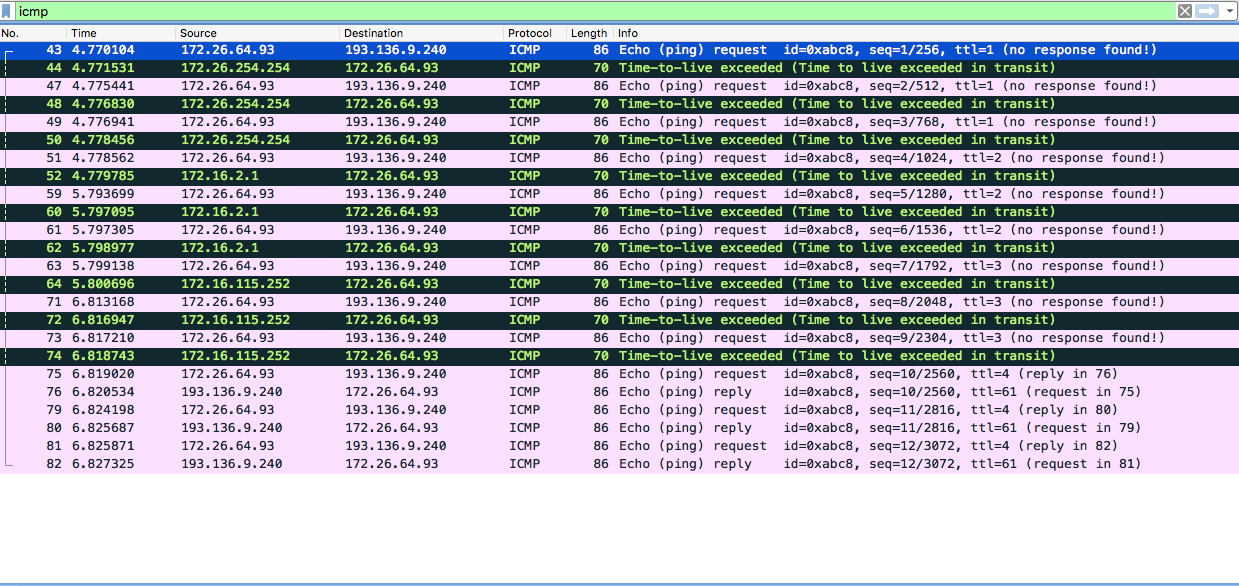 icmp
No. Time Source Destination Protocol Length Info
43 4.770104 172.26.64.93 193.136.9.240 ICMP 86 Echo (ping) request id=0xabc8, seq=1/256, ttl=1 (no response found!)
44 4.771531 172.26.254.254 172.26.64.93 ICMP 70 Time-to-live exceeded (Time to live exceeded in transit)
47 4.775441 172.26.64.93 193.136.9.240 ICMP 86 Echo (ping) request id=0xabc8, seq=2/512, ttl=1 (no response found!)
48 4.776830 172.26.254.254 172.26.64.93 ICMP 70 Time-to-live exceeded (Time to live exceeded in transit)
49 4.776941 172.26.64.93 193.136.9.240 ICMP 86 Echo (ping) request id=0xabc8, seq=3/768, ttl=1 (no response found!)
50 4.778456 172.26.254.254 172.26.64.93 ICMP 70 Time-to-live exceeded (Time to live exceeded in transit)
51 4.778562 172.26.64.93 193.136.9.240 ICMP 86 Echo (ping) request id=0xabc8, seq=4/1024, ttl=2 (no response found!)
52 4.779785 172.16.2.1 172.26.64.93 ICMP 70 Time-to-live exceeded (Time to live exceeded in transit)
59 5.793699 172.26.64.93 193.136.9.240 ICMP 86 Echo (ping) request id=0xabc8, seq=5/1280, ttl=2 (no response found!)
60 5.797095 172.16.2.1 172.26.64.93 ICMP 70 Time-to-live exceeded (Time to live exceeded in transit)
61 5.797305 172.26.64.93 193.136.9.240 ICMP 86 Echo (ping) request id=0xabc8, seq=6/1536, ttl=2 (no response found!)
62 5.798977 172.16.2.1 172.26.64.93 ICMP 70 Time-to-live exceeded (Time to live exceeded in transit)
63 5.799138 172.26.64.93 193.136.9.240 ICMP 86 Echo (ping) request id=0xabc8, seq=7/1792, ttl=3 (no response found!)
64 5.800696 172.16.115.252 172.26.64.93 ICMP 70 Time-to-live exceeded (Time to live exceeded in transit)
71 6.813168 172.26.64.93 193.136.9.240 ICMP 86 Echo (ping) request id=0xabc8, seq=8/2048, ttl=3 (no response found!)
72 6.816947 172.16.115.252 172.26.64.93 ICMP 70 Time-to-live exceeded (Time to live exceeded in transit)
73 6.817210 172.26.64.93 193.136.9.240 ICMP 86 Echo (ping) request id=0xabc8, seq=9/2304, ttl=3 (no response found!)
74 6.818743 172.16.115.252 172.26.64.93 ICMP 70 Time-to-live exceeded (Time to live exceeded in transit)
75 6.819020 172.26.64.93 193.136.9.240 ICMP 86 Echo (ping) request id=0xabc8, seq=10/2560, ttl=4 (reply in 76)
76 6.820534 193.136.9.240 172.26.64.93 ICMP 86 Echo (ping) reply id=0xabc8, seq=10/2560, ttl=61 (request in 75)
79 6.824198 172.26.64.93 193.136.9.240 ICMP 86 Echo (ping) request id=0xabc8, seq=11/2816, ttl=4 (reply in 80)
80 6.825687 193.136.9.240 172.26.64.93 ICMP 86 Echo (ping) reply id=0xabc8, seq=11/2816, ttl=61 (request in 79)
81 6.825871 172.26.64.93 193.136.9.240 ICMP 86 Echo (ping) request id=0xabc8, seq=12/3072, ttl=4 (reply in 82)
82 6.827325 193.136.9.240 172.26.64.93 ICMP 86 Echo (ping) reply id=0xabc8, seq=12/3072, ttl=61 (request in 81)